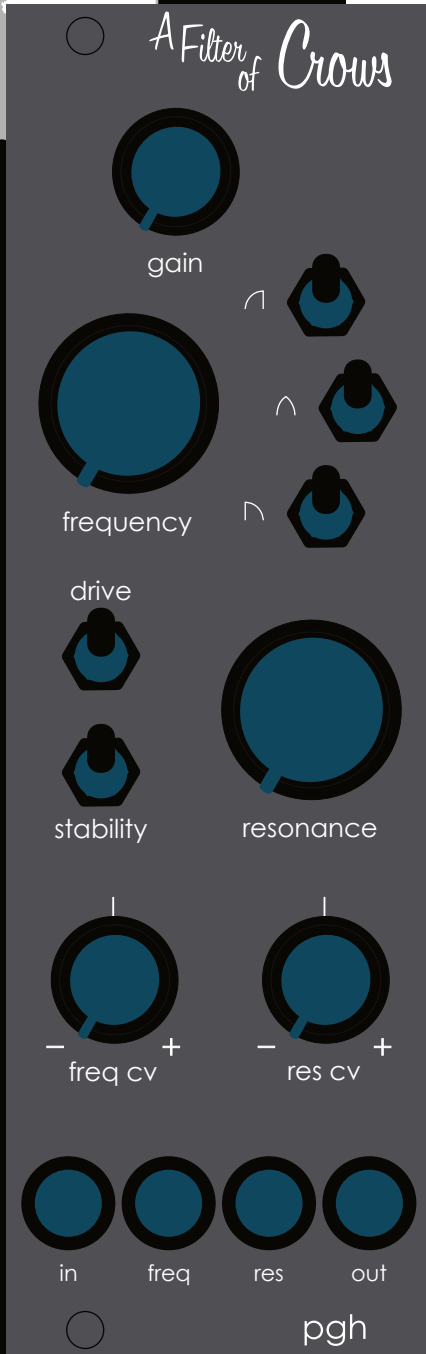 A Filter of Crows
gain
frequency
drive
stability
resonance
− +
freq cv
− +
res cv
in freq res out
pgh